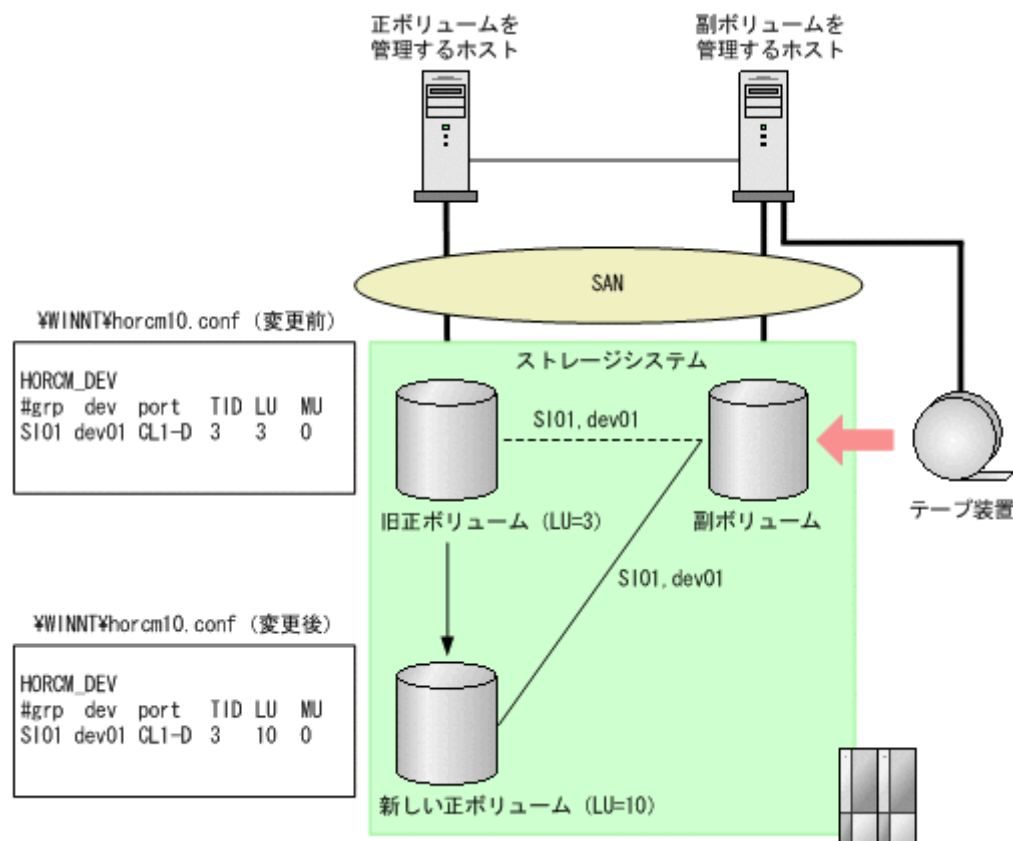 正ボリュームを
管理するホスト
副ボリュームを
管理するホスト
SAN
¥WINNT¥horcm10.conf (変更前)
HORCM_DEV
#grp dev port TID LU MU
SI01 dev01 CL1-D 3 3 0
ストレージシステム
SI01,dev01
旧正ボリューム (LU=3)
副ボリューム
テープ装置
SI01,dev01
¥WINNT¥horcm10.conf (変更後)
HORCM_DEV
#grp dev port TID LU MU
SI01 dev01 CL1-D 3 10 0
新しい正ボリューム (LU=10)